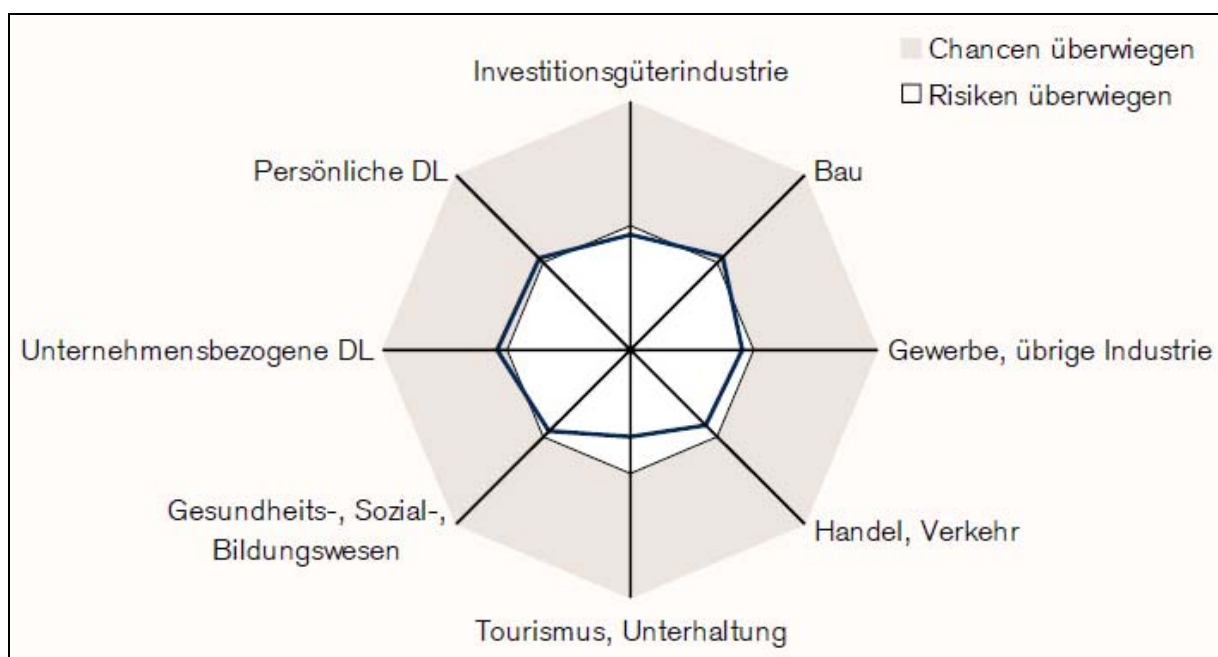 Chancen überwiegen
Risiken überwiegen
Investitionsgüterindustrie
Persönliche DL
Bau
Unternehmensbezogene DL
Gewerbe, übrige Industrie
Gesundheits-, Sozial-,
Bildungswesen
Handel, Verkehr
Tourismus, Unterhaltung